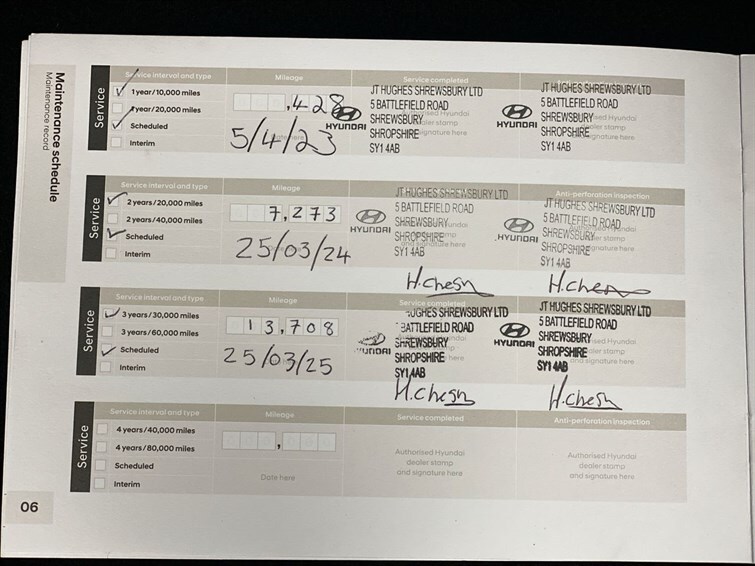 Maintenance schedule
Maintenance record
Service
Service interval and type
Mileage
Service completed
1 year/10,000 miles
1 year/20,000 miles
Scheduled
Interim
,428
5/4/23
HYUNDAI
JT HUGHES SHREWSBURY LTD
5 BATTLEFIELD ROAD
SHREWSBURY
SHROPSHIRE
SY1 4AB
HYUNDAI
JT HUGHES SHREWSBURY LTD
5 BATTLEFIELD ROAD
SHREWSBURY
SHROPSHIRE
SY1 4AB
Service
Service interval and type
Mileage
Anti-perforation inspection
2 years/20,000 miles
2 years/40,000 miles
Scheduled
Interim
7,273
25/03/24
HYUNDAI
JT HUGHES SHREWSBURY LTD
5 BATTLEFIELD ROAD
SHREWSBURY
SHROPSHIRE
SY1 4AB
HYUNDAI
JT HUGHES SHREWSBURY LTD
5 BATTLEFIELD ROAD
SHREWSBURY
SHROPSHIRE
SY1 4AB
Service
Service interval and type
Mileage
Service completed
3 years/30,000 miles
3 years/60,000 miles
Scheduled
Interim
13,708
25/03/25
HYUNDAI
HUGHES SHREWSBURY LTD
BATTLEFIELD ROAD
SHREWSBURY
SHROPSHIRE
SY1 4AB
HYUNDAI
JT HUGHES SHREWSBURY LTD
5 BATTLEFIELD ROAD
SHREWSBURY
SHROPSHIRE
SY1 4AB
Service
Service interval and type
Mileage
Service completed
Anti-perforation inspection
4 years/40,000 miles
4 years/80,000 miles
Scheduled
Interim
,
Date here
Authorised Hyundai
dealer stamp
and signature here
Authorised Hyundai
dealer stamp
and signature here
06